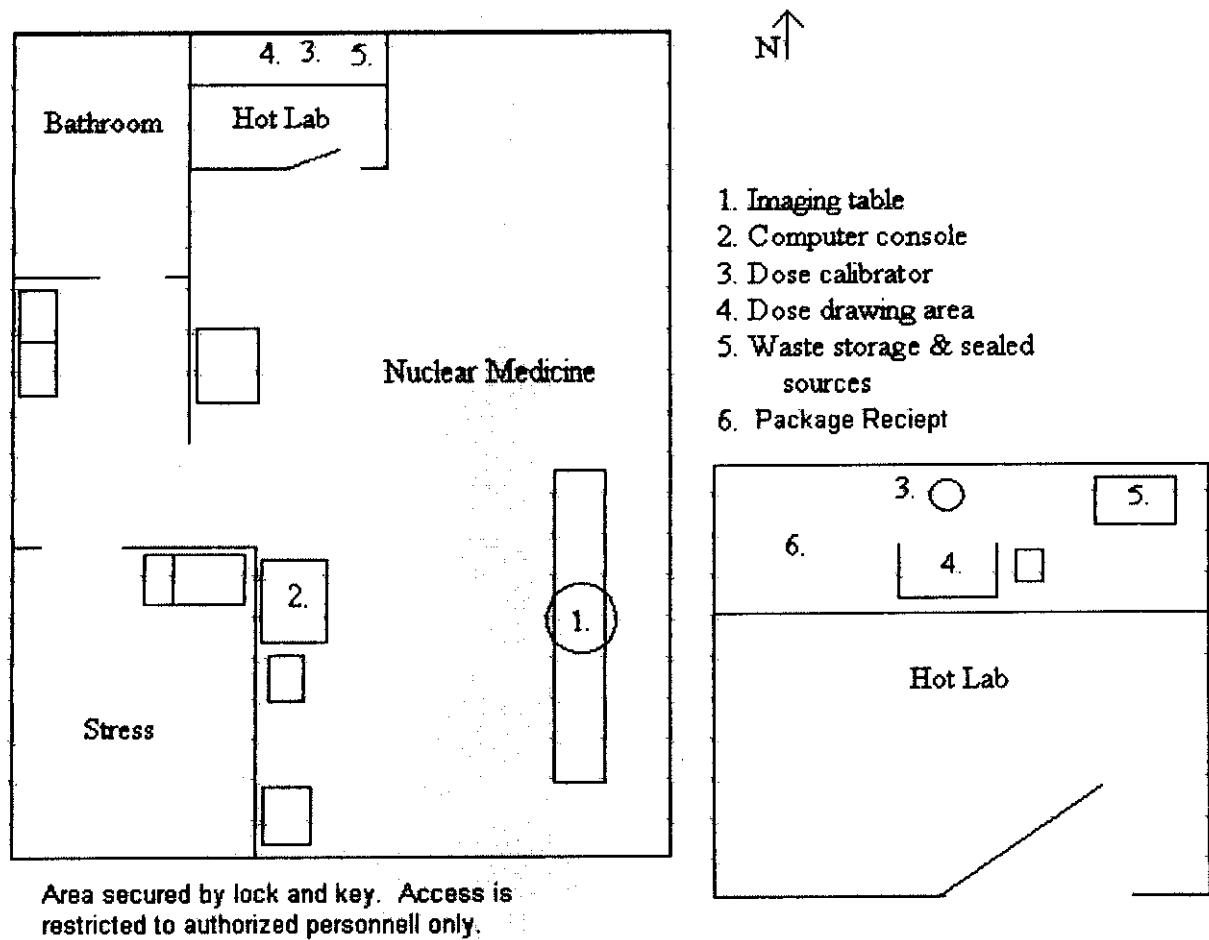 N
4. 3. 5.
Bathroom
Hot Lab
Nuclear Medicine
2.
1.
Stress
Area secured by lock and key. Access is
restricted to authorized personnell only.
1. Imaging table
2. Computer console
3. Dose calibrator
4. Dose drawing area
5. Waste storage & sealed
sources
6. Package Reciept
3.
5.
6.
4.
Hot Lab